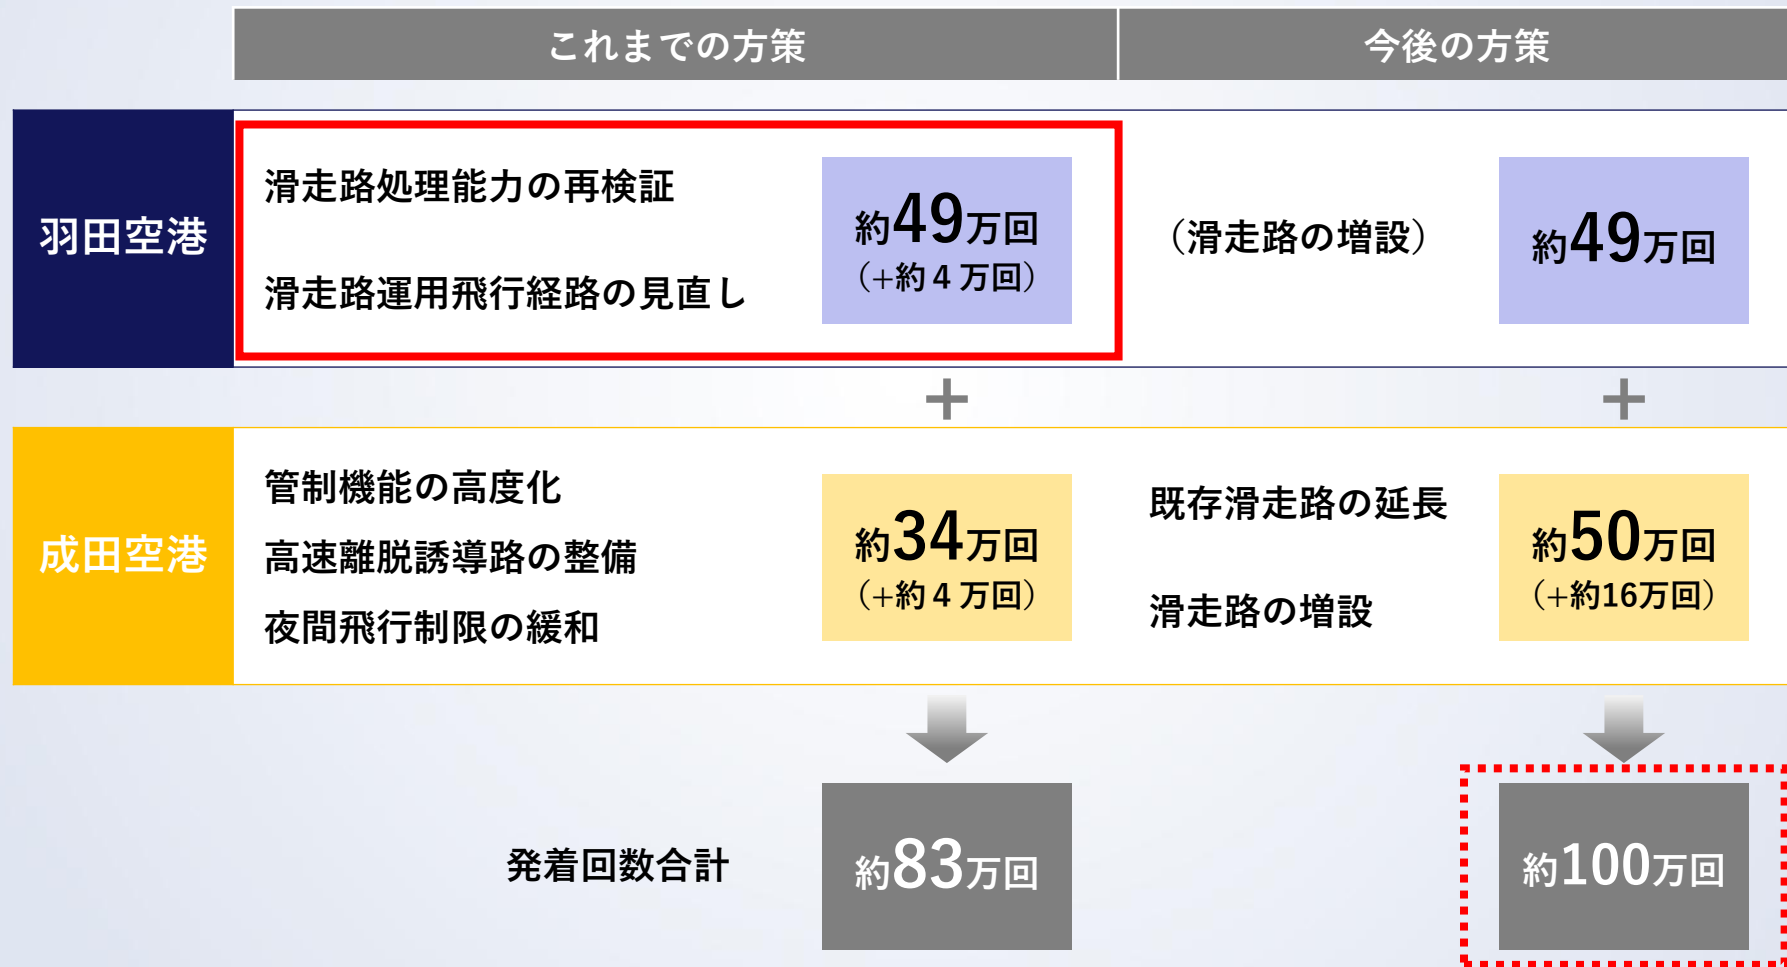 これまでの方策
今後の方策
羽田空港
滑走路処理能力の再検証
滑走路運用飛行経路の見直し
約49万回
（+約４万回）
（滑走路の増設）
約49万回
+
+
成田空港
管制機能の高度化
高速離脱誘導路の整備
夜間飛行制限の緩和
約34万回
（+約４万回）
既存滑走路の延長
滑走路の増設
約50万回
（+約16万回）
発着回数合計
約83万回
約100万回